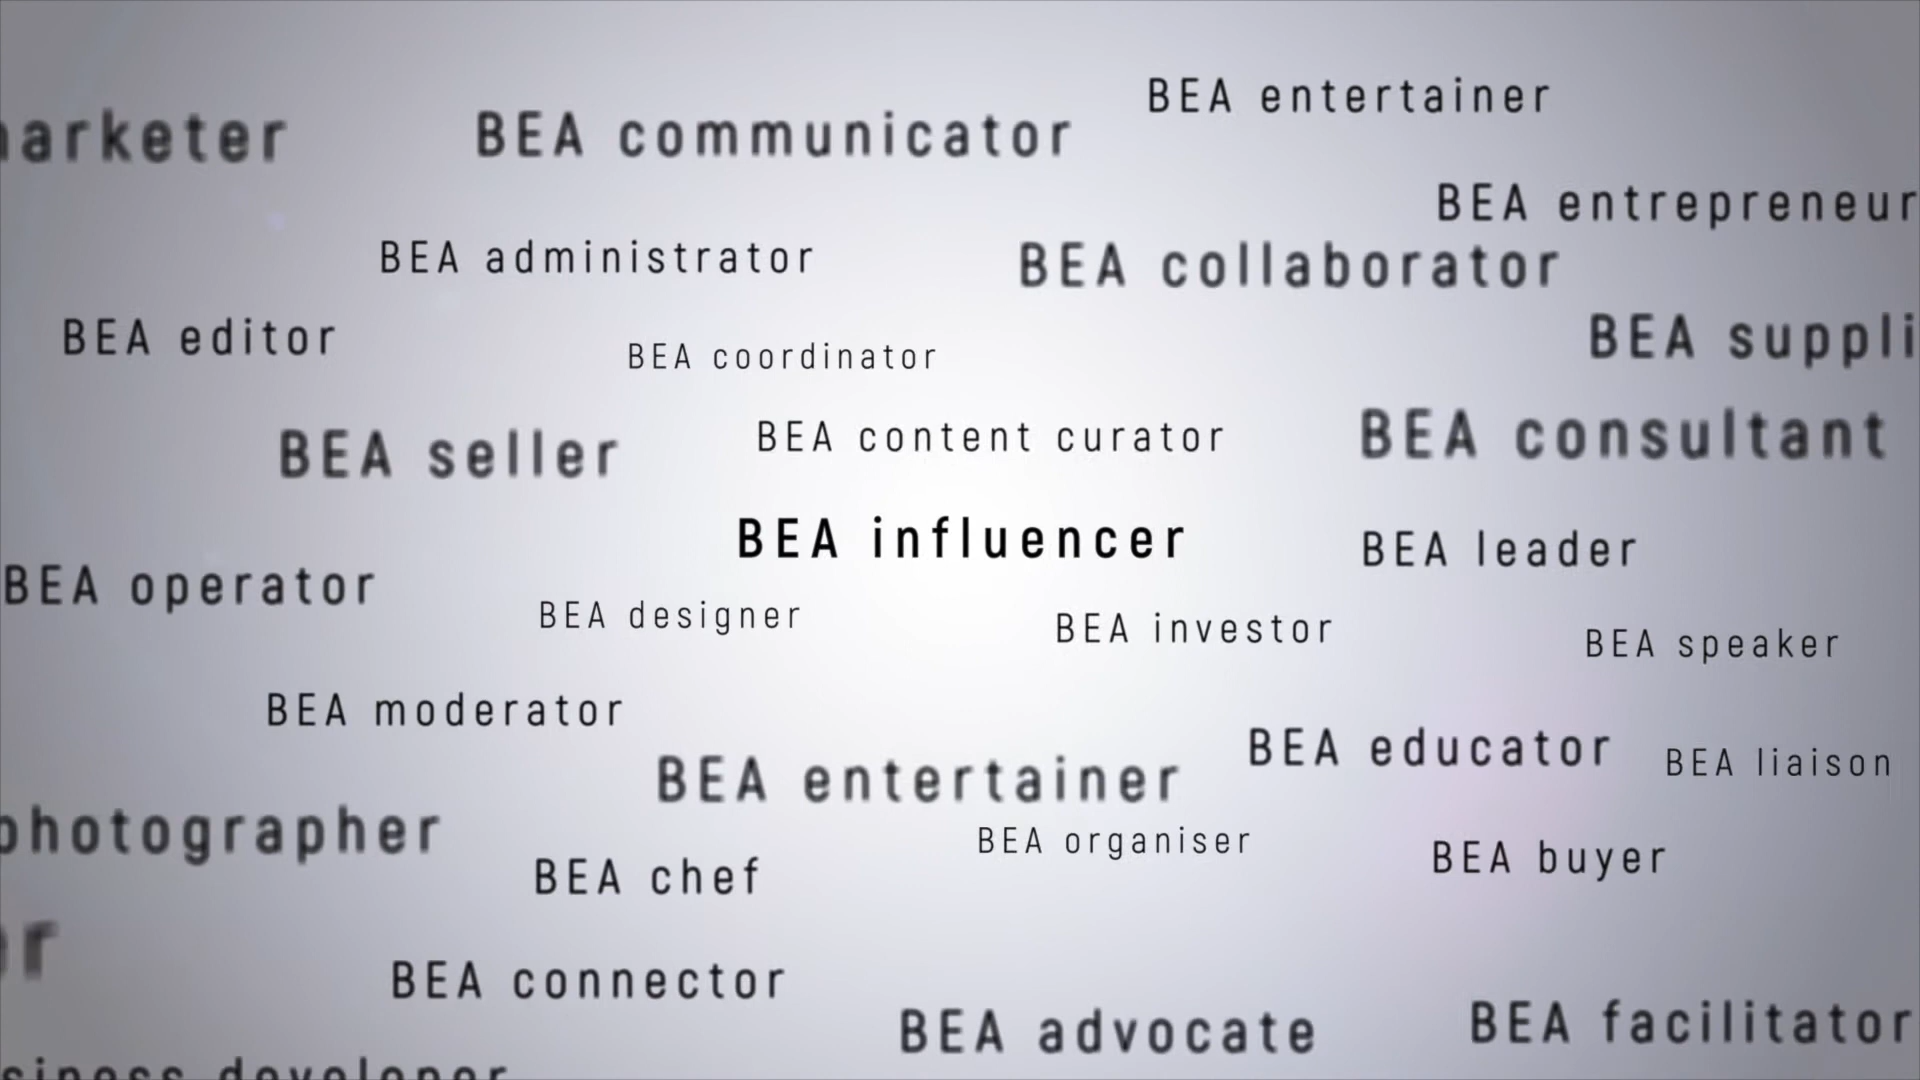 BEA entertainer
BEA communicator
BEA entrepreneur
BEA administrator
BEA collaborator
BEA editor
BEA coordinator
BEA content curator
BEA consultant
BEA seller
BEA influencer
BEA leader
BEA operator
BEA designer
BEA investor
BEA speaker
BEA moderator
BEA educator
BEA liaison
BEA entertainer
photographer
BEA organiser
BEA buyer
BEA chef
BEA connector
BEA advocate
BEA facilitator